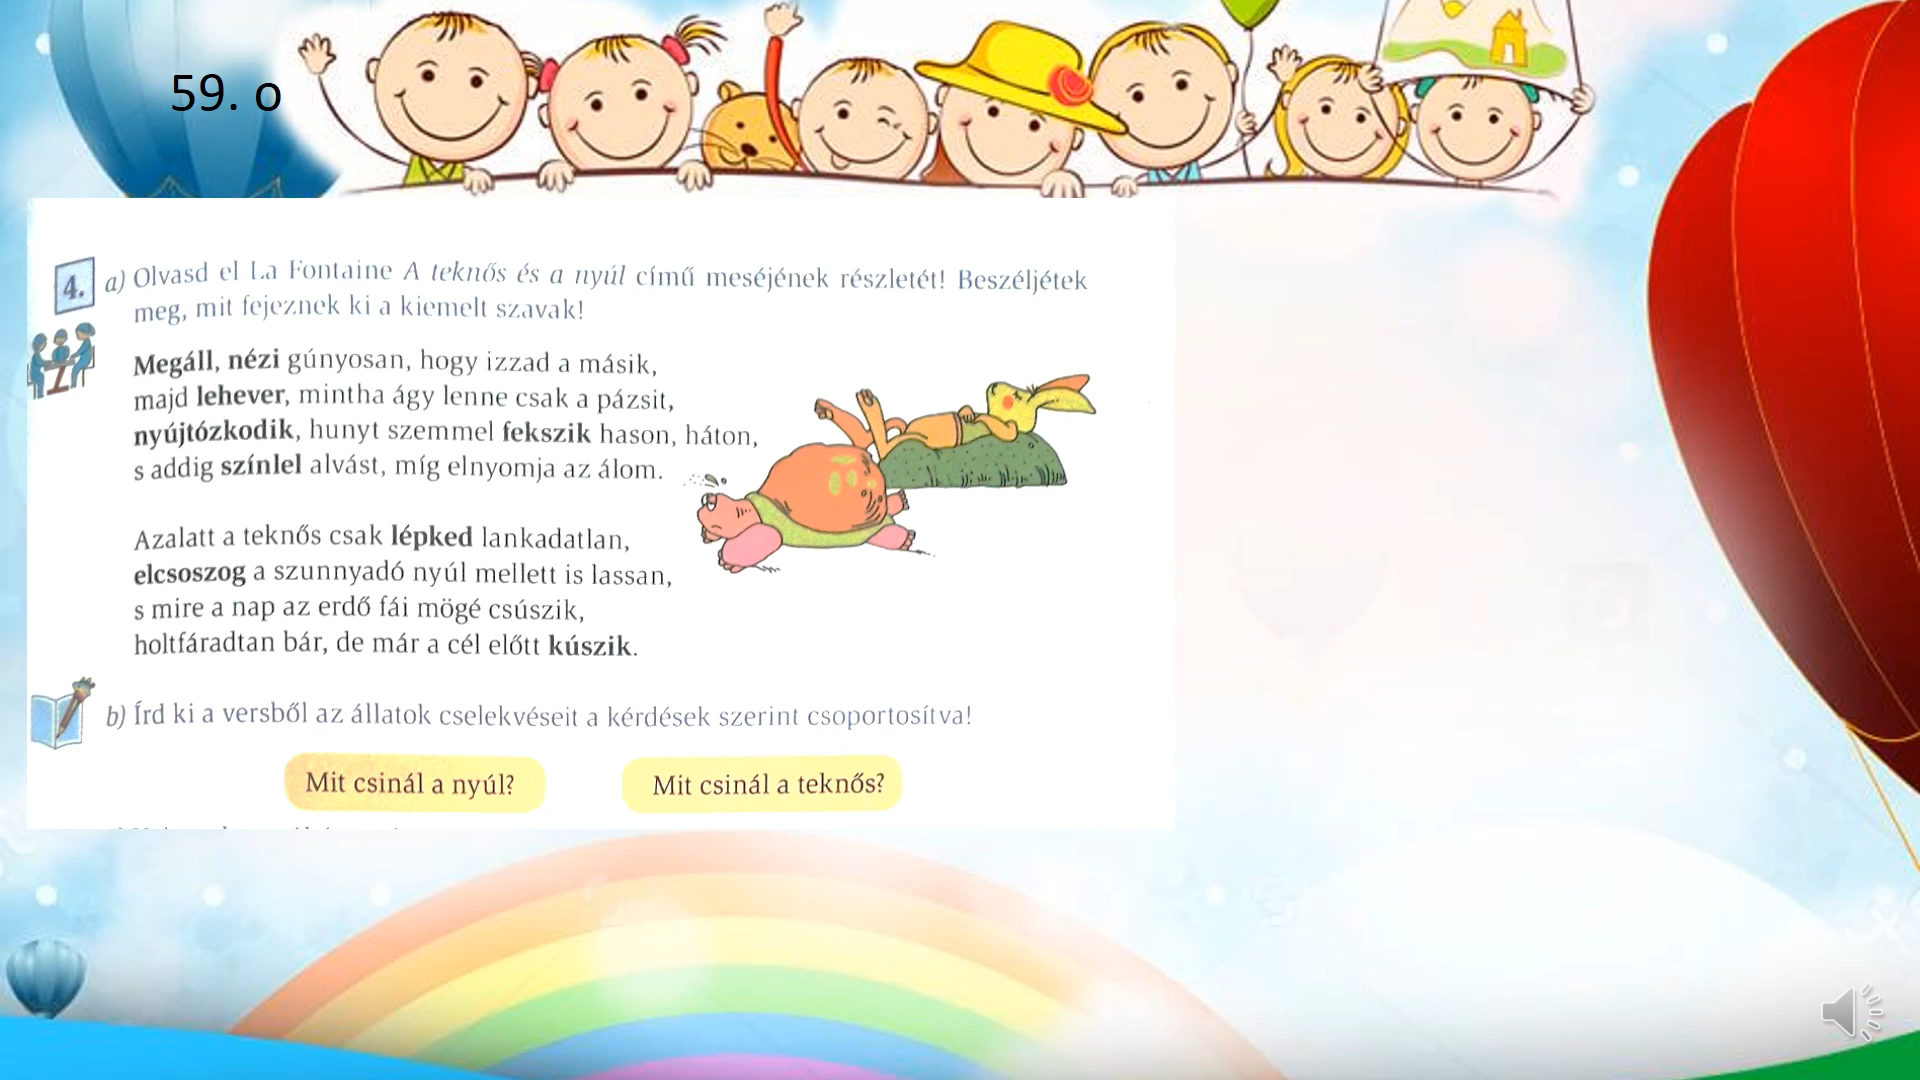 59. o
4. a) Olvasd el La Fontaine A teknős és a nyúl című meséjének részletét! Beszéljétek
meg, mit fejeznek ki a kiemelt szavak!
Megáll, nézi gúnyosan, hogy izzad a másik,
majd lehever, mintha ágy lenne csak a pázsit,
nyújtózkodik, hunyt szemmel fekszik hason, háton,
s addig színlel alvást, míg elnyomja az álom.
Azalatt a teknős csak lépked lankadatlan,
elcsoszog a szunnyadó nyúl mellett is lassan,
s mire a nap az erdő fái mögé csúszik,
holtfáradtan bár, de már a cél előtt kúszik.
b) Írd ki a versből az állatok cselekvéseit a kérdések szerint csoportosítva!
Mit csinál a nyúl? Mit csinál a teknős?